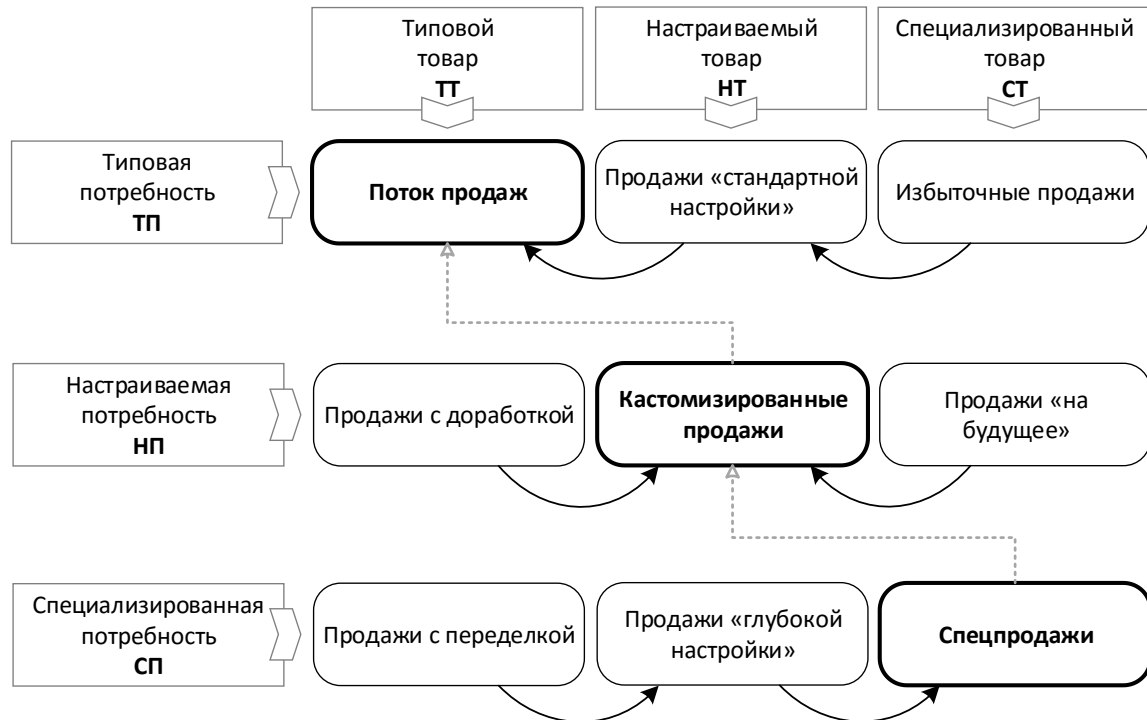 Типовой
товар
ТТ
Настраиваемый
товар
НТ
Специализированный
товар
СТ
Типовая
потребность
ТП
Поток продаж
Продажи «стандартной
настройки»
Избыточные продажи
Настраиваемая
потребность
НП
Продажи с доработкой
Кастомизированные
продажи
Продажи «на
будущее»
Специализированная
потребность
СП
Продажи с переделкой
Продажи «глубокой
настройки»
Спецпродажи